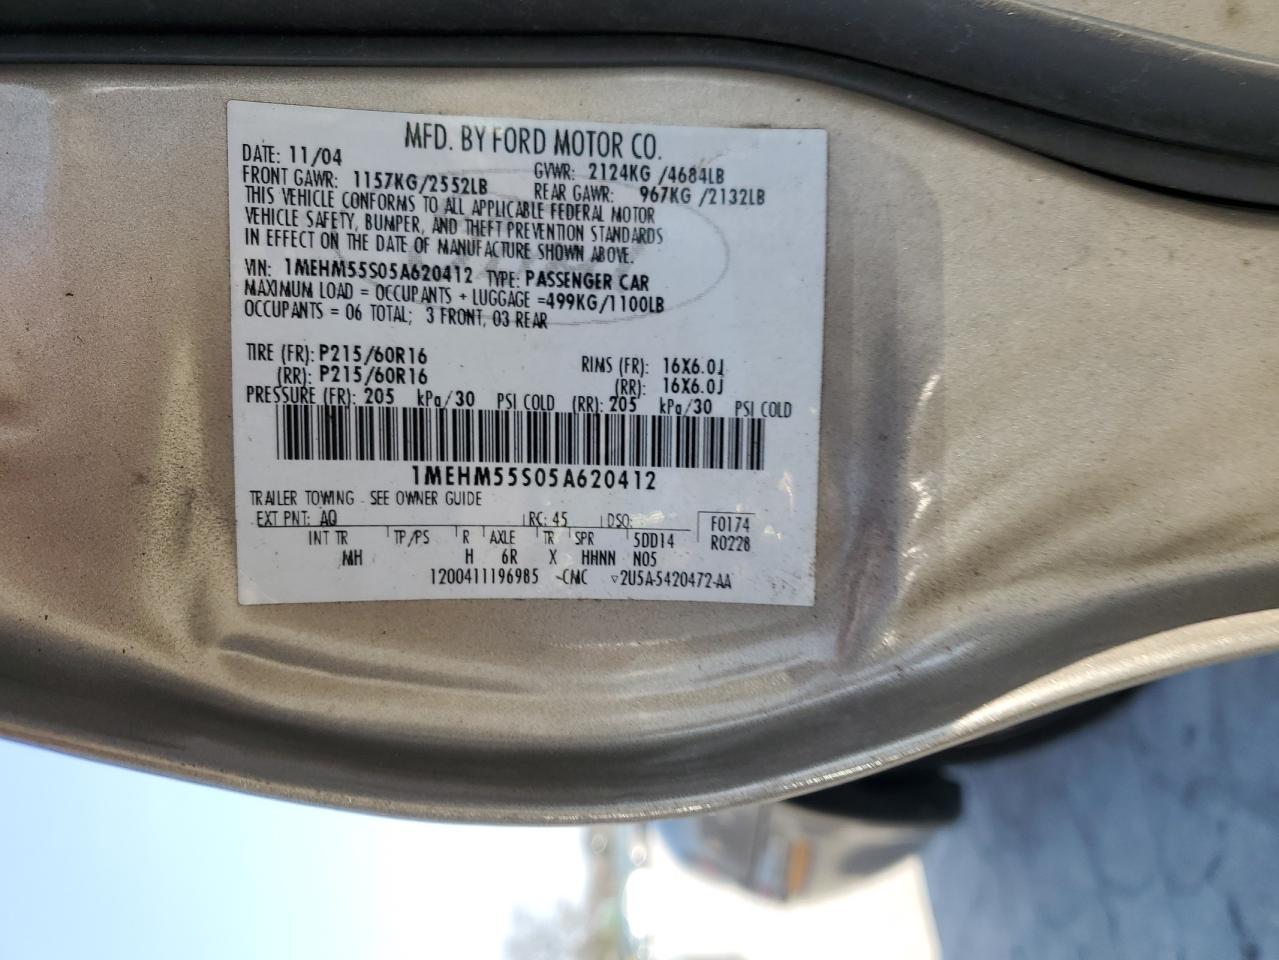 MFD. BY FORD MOTOR CO.
DATE: 11/04 GVWR: 2124KG /4684LB
FRONT GAWR: 1157KG/2552LB REAR GAWR: 967KG /2132LB
THIS VEHICLE CONFORMS TO ALL APPLICABLE FEDERAL MOTOR
VEHICLE SAFETY, BUMPER, AND THEFT PREVENTION STANDARDS
IN EFFECT ON THE DATE OF MANUFACTURE SHOWN ABOVE.
VIN: 1MEHM55S05A620412 TYPE: PASSENGER CAR
MAXIMUM LOAD = OCCUPANTS + LUGGAGE =499KG/1100LB
OCCUPANTS = 06 TOTAL; 3 FRONT, 03 REAR
TIRE (FR): P215/60R16 RIMS (FR): 16X6.0J
(RR): P215/60R16 (RR): 16X6.0J
PRESSURE (FR): 205 kPa/30 PSI COLD (RR): 205 kPa/30 PSI COLD
1MEHM55S05A620412
TRAILER TOWING - SEE OWNER GUIDE
EXT PNT: AQ RC: 45 DSO: F0174
INT TR TP/PS R AXLE TR SPR 5DD14 R0228
MH H 6R X HHNN N05
1200411196985 CMC ▿2U5A-5420472-AA